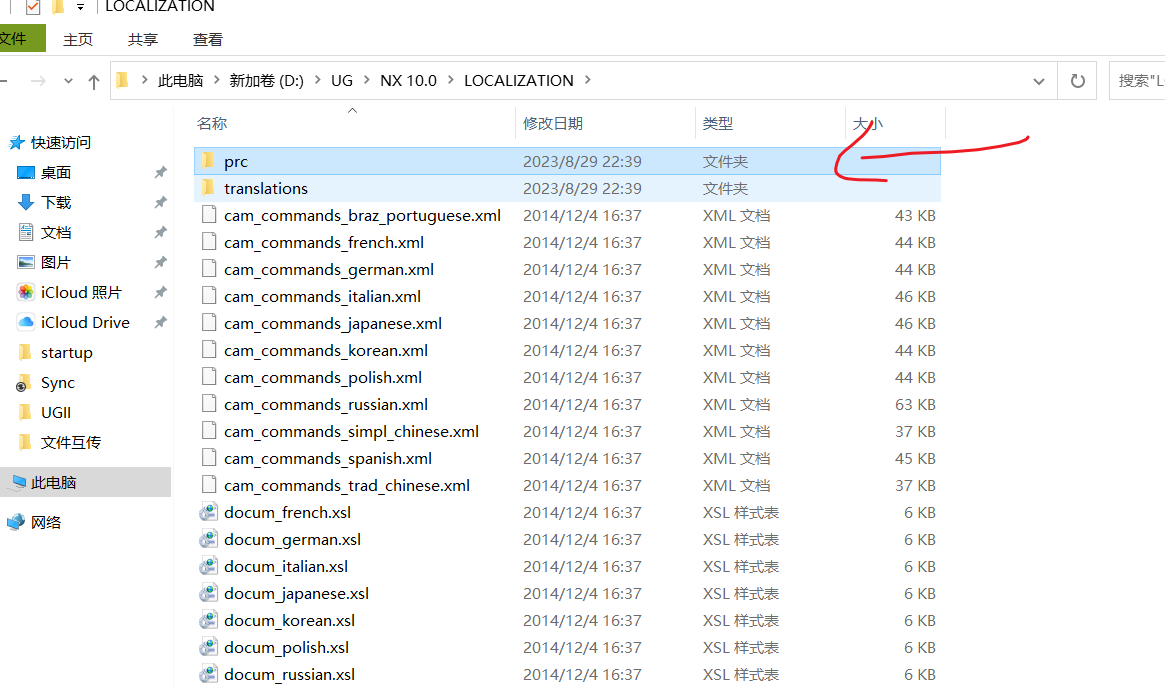 LOCALIZATION
文件 主页 共享 查看
此电脑 新加卷 (D:) UG NX 10.0 LOCALIZATION 搜索"L
名称 修改日期 类型 大小
快速访问
桌面
下载
文档
图片
iCloud 照片
iCloud Drive
startup
Sync
UGII
文件互传
此电脑
网络
prc 2023/8/29 22:39 文件夹
translations 2023/8/29 22:39 文件夹
cam_commands_braz_portuguese.xml 2014/12/4 16:37 XML 文档 43 KB
cam_commands_french.xml 2014/12/4 16:37 XML 文档 44 KB
cam_commands_german.xml 2014/12/4 16:37 XML 文档 44 KB
cam_commands_italian.xml 2014/12/4 16:37 XML 文档 46 KB
cam_commands_japanese.xml 2014/12/4 16:37 XML 文档 46 KB
cam_commands_korean.xml 2014/12/4 16:37 XML 文档 44 KB
cam_commands_polish.xml 2014/12/4 16:37 XML 文档 44 KB
cam_commands_russian.xml 2014/12/4 16:37 XML 文档 63 KB
cam_commands_simpl_chinese.xml 2014/12/4 16:37 XML 文档 37 KB
cam_commands_spanish.xml 2014/12/4 16:37 XML 文档 45 KB
cam_commands_trad_chinese.xml 2014/12/4 16:37 XML 文档 37 KB
docum_french.xsl 2014/12/4 16:37 XSL 样式表 6 KB
docum_german.xsl 2014/12/4 16:37 XSL 样式表 6 KB
docum_italian.xsl 2014/12/4 16:37 XSL 样式表 6 KB
docum_japanese.xsl 2014/12/4 16:37 XSL 样式表 6 KB
docum_korean.xsl 2014/12/4 16:37 XSL 样式表 6 KB
docum_polish.xsl 2014/12/4 16:37 XSL 样式表 6 KB
docum_russian.xsl 2014/12/4 16:37 XSL 样式表 6 KB